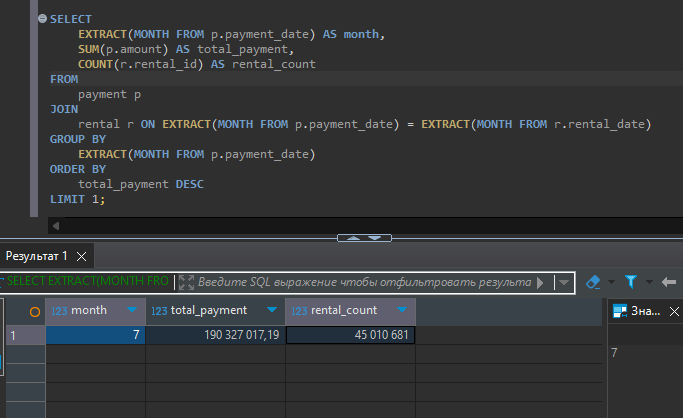 SELECT
EXTRACT(MONTH FROM p.payment_date) AS month,
SUM(p.amount) AS total_payment,
COUNT(r.rental_id) AS rental_count
FROM
payment p
JOIN
rental r ON EXTRACT(MONTH FROM p.payment_date) = EXTRACT(MONTH FROM r.rental_date)
GROUP BY
EXTRACT(MONTH FROM p.payment_date)
ORDER BY
total_payment DESC
LIMIT 1;
Результат 1
SELECT EXTRACT(MONTH FRO
Введите SQL выражение чтобы отфильтровать результа
Зна...
123 month
123 total_payment
123 rental_count
1
7
190 327 017,19
45 010 681
7